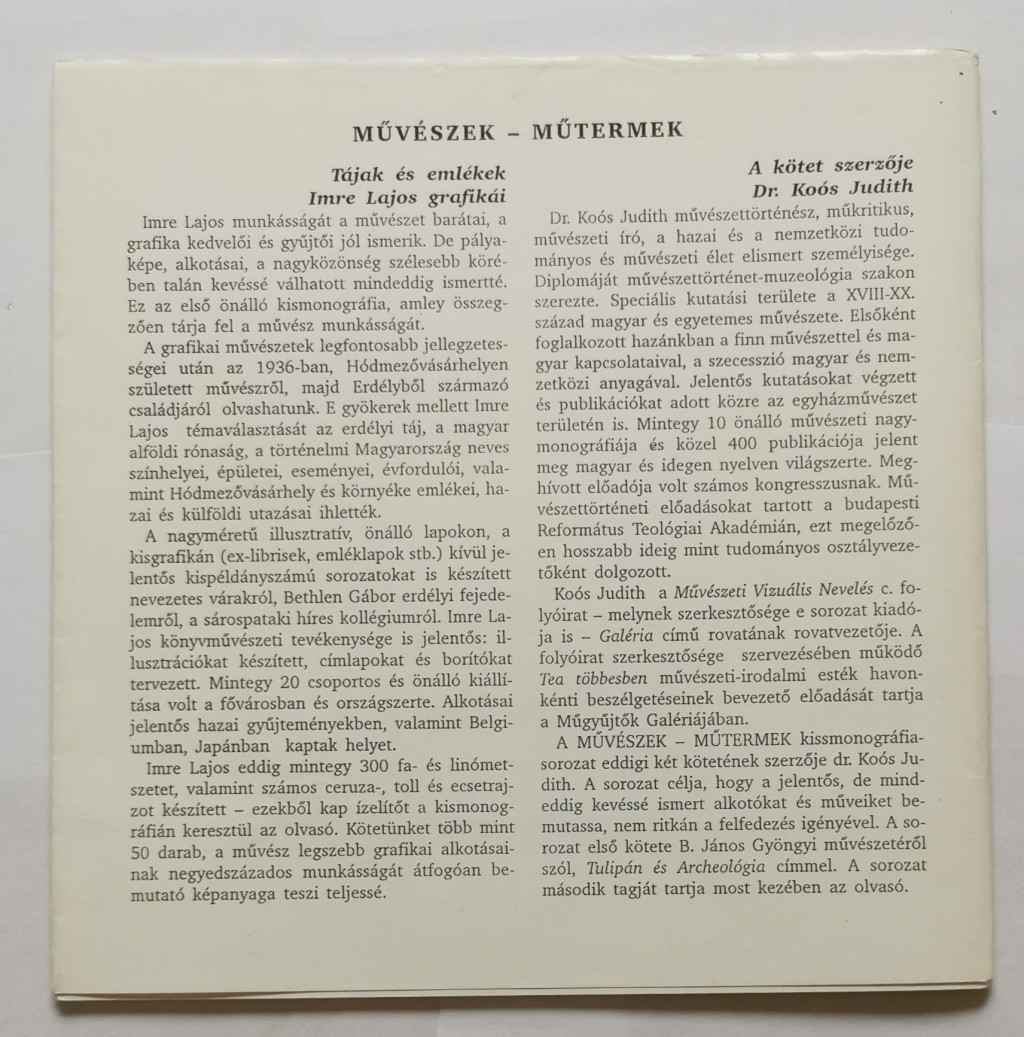 MŰVÉSZEK – MŰTERMEK
Tájak és emlékek
Imre Lajos grafikái
Imre Lajos munkásságát a művészet barátai, a
grafika kedvelői és gyűjtői jól ismerik. De pálya-
képe, alkotásai, a nagyközönség szélesebb köré-
ben talán kevéssé válhatott mindeddig ismertté.
Ez az első önálló kismonográfia, amley összeg-
zően tárja fel a művész munkásságát.
A grafikai művészetek legfontosabb jellegzetes-
ségei után az 1936-ban, Hódmezővásárhelyen
született művészről, majd Erdélyből származó
családjáról olvashatunk. E gyökerek mellett Imre
Lajos témaválasztását az erdélyi táj, a magyar
alföldi rónaság, a történelmi Magyarország neves
színhelyei, épületei, eseményei, évfordulói, vala-
mint Hódmezővásárhely és környéke emlékei, ha-
zai és külföldi utazásai ihlették.
A nagyméretű illusztratív, önálló lapokon, a
kisgrafikán (ex-librisek, emléklapok stb.) kívül je-
lentős kispéldányszámú sorozatokat is készített
nevezetes várakról, Bethlen Gábor erdélyi fejede-
lemről, a sárospataki híres kollégiumról. Imre La-
jos könyvművészeti tevékenysége is jelentős: il-
lusztrációkat készített, címlapokat és borítókat
tervezett. Mintegy 20 csoportos és önálló kiállí-
tása volt a fővárosban és országszerte. Alkotásai
jelentős hazai gyűjteményekben, valamint Belgi-
umban, Japánban kaptak helyet.
Imre Lajos eddig mintegy 300 fa- és linómet-
szetet, valamint számos ceruza-, toll és ecsetraj-
zot készített – ezekből kap ízelítőt a kismonog-
ráfián keresztül az olvasó. Kötetünket több mint
50 darab, a művész legszebb grafikai alkotásai-
nak negyedszázados munkásságát átfogóan be-
mutató képanyaga teszi teljessé.
A kötet szerzője
Dr. Koós Judith
Dr. Koós Judith művészettörténész, műkritikus,
művészeti író, a hazai és a nemzetközi tudo-
mányos és művészeti élet elismert személyisége.
Diplomáját művészettörténet-muzeológia szakon
szerezte. Speciális kutatási területe a XVIII-XX.
század magyar és egyetemes művészete. Elsőként
foglalkozott hazánkban a finn művészettel és ma-
gyar kapcsolataival, a szecesszió magyar és nem-
zetközi anyagával. Jelentős kutatásokat végzett
és publikációkat adott közre az egyházművészet
területén is. Mintegy 10 önálló művészeti nagy-
monográfiája és közel 400 publikációja jelent
meg magyar és idegen nyelven világszerte. Meg-
hívott előadója volt számos kongresszusnak. Mű-
vészettörténeti előadásokat tartott a budapesti
Református Teológiai Akadémián, ezt megelőző-
en hosszabb ideig mint tudományos osztályveze-
tőként dolgozott.
Koós Judith a Művészeti Vizuális Nevelés c. fo-
lyóirat – melynek szerkesztősége e sorozat kiadó-
ja is – Galéria című rovatának rovatvezetője. A
folyóirat szerkesztősége szervezésében működő
Tea többesben művészeti-irodalmi esték havon-
kénti beszélgetéseinek bevezető előadását tartja
a Műgyűjtők Galériájában.
A MŰVÉSZEK – MŰTERMEK kissmonográfia-
sorozat eddigi két kötetének szerzője dr. Koós Ju-
dith. A sorozat célja, hogy a jelentős, de mind-
eddig kevéssé ismert alkotókat és műveiket be-
mutassa, nem ritkán a felfedezés igényével. A so-
rozat első kötete B. János Gyöngyi művészetéről
szól, Tulipán és Archeológia címmel. A sorozat
második tagját tartja most kezében az olvasó.